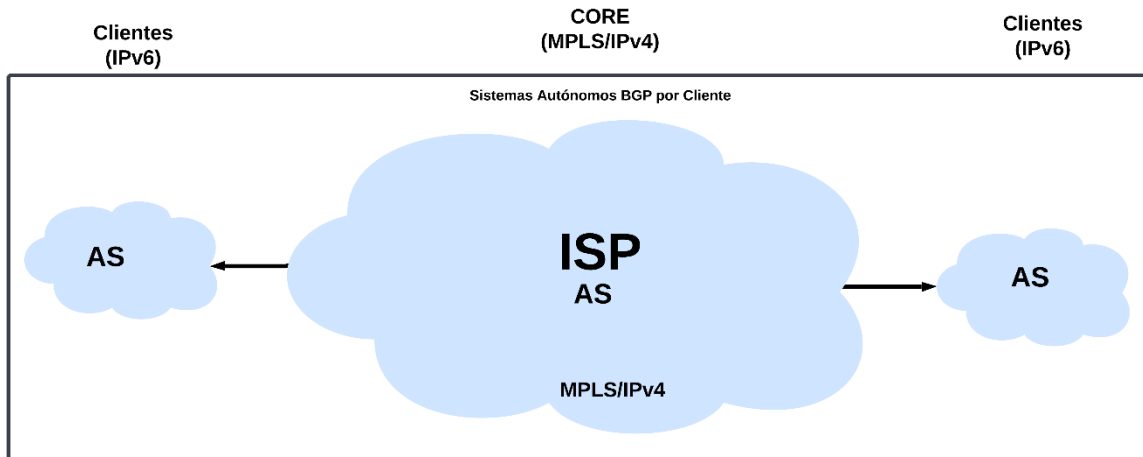 Clientes
(IPv6)
CORE
(MPLS/IPv4)
Clientes
(IPv6)
Sistemas Autónomos BGP por Cliente
AS
ISP
AS
AS
MPLS/IPv4